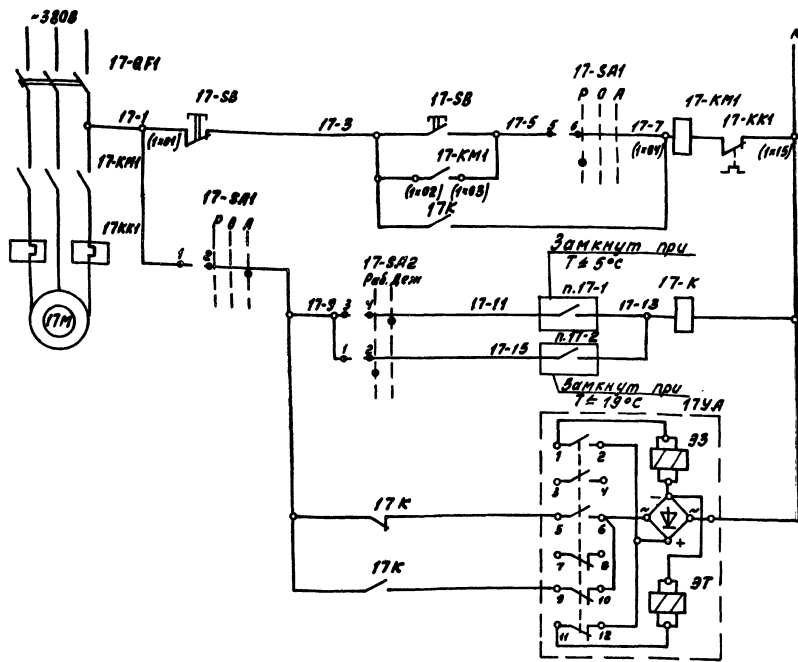 ~380В
N
17-QF1
17-SA1
17-1
17-SB
17-3
17-SB
17-5
5
6
Р О А
17-7
17-КМ1
17-КК1
(1=01)
(1=04)
(1=15)
17-КМ1
17-КМ1
(1=02) (1=03)
17К
17-SA1
Р О А
17КК1
1
2
17М
17-SA2
Раб. Деж
Замкнут при
Т ≤ 5°С
17-9
3
4
17-11
п.17-1
17-13
17-К
1
2
17-15
п.17-2
Замкнут при
Т ≤ 19°С
17УА
1
2
ЭЗ
3
4
17К
5
6
~
−
~
+
7
8
17К
9
10
ЭТ
11
12